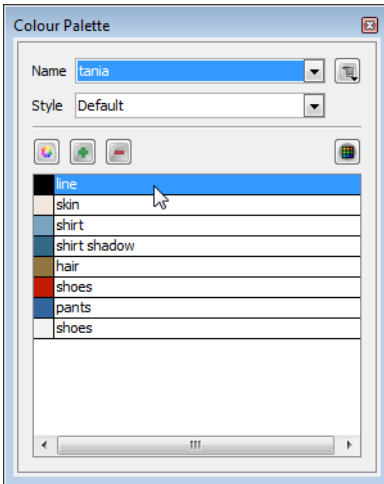 Colour Palette
Name tania
Style Default
line
skin
shirt
shirt shadow
hair
shoes
pants
shoes